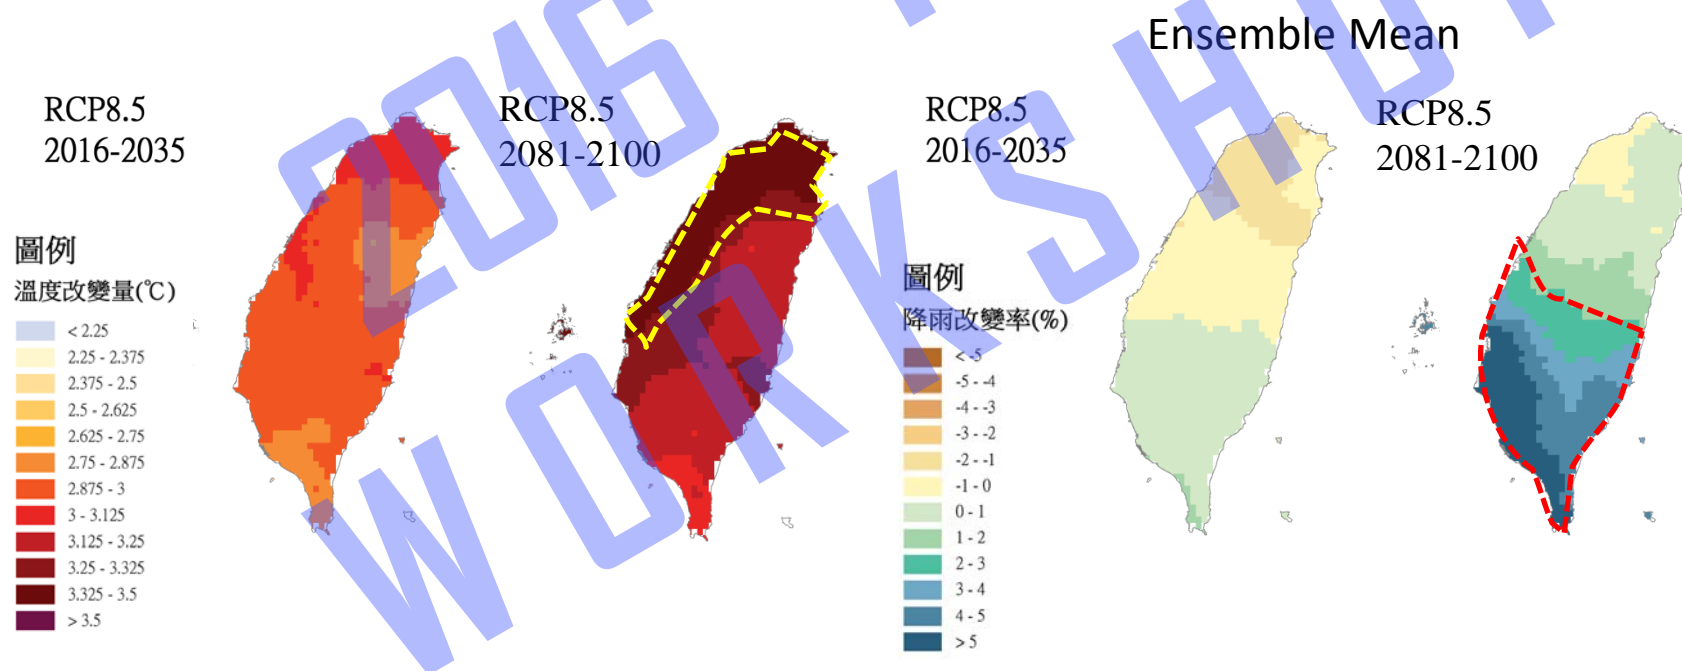 Ensemble Mean
RCP8.5
2016-2035
RCP8.5
2081-2100
RCP8.5
2016-2035
RCP8.5
2081-2100
圖例
溫度改變量(℃)
< 2.25
2.25 - 2.375
2.375 - 2.5
2.5 - 2.625
2.625 - 2.75
2.75 - 2.875
2.875 - 3
3 - 3.125
3.125 - 3.25
3.25 - 3.325
3.325 - 3.5
> 3.5
圖例
降雨改變率(%)
< -5
-5 - -4
-4 - -3
-3 - -2
-2 - -1
-1 - 0
0 - 1
1 - 2
2 - 3
3 - 4
4 - 5
> 5
2016
WORKSHOP